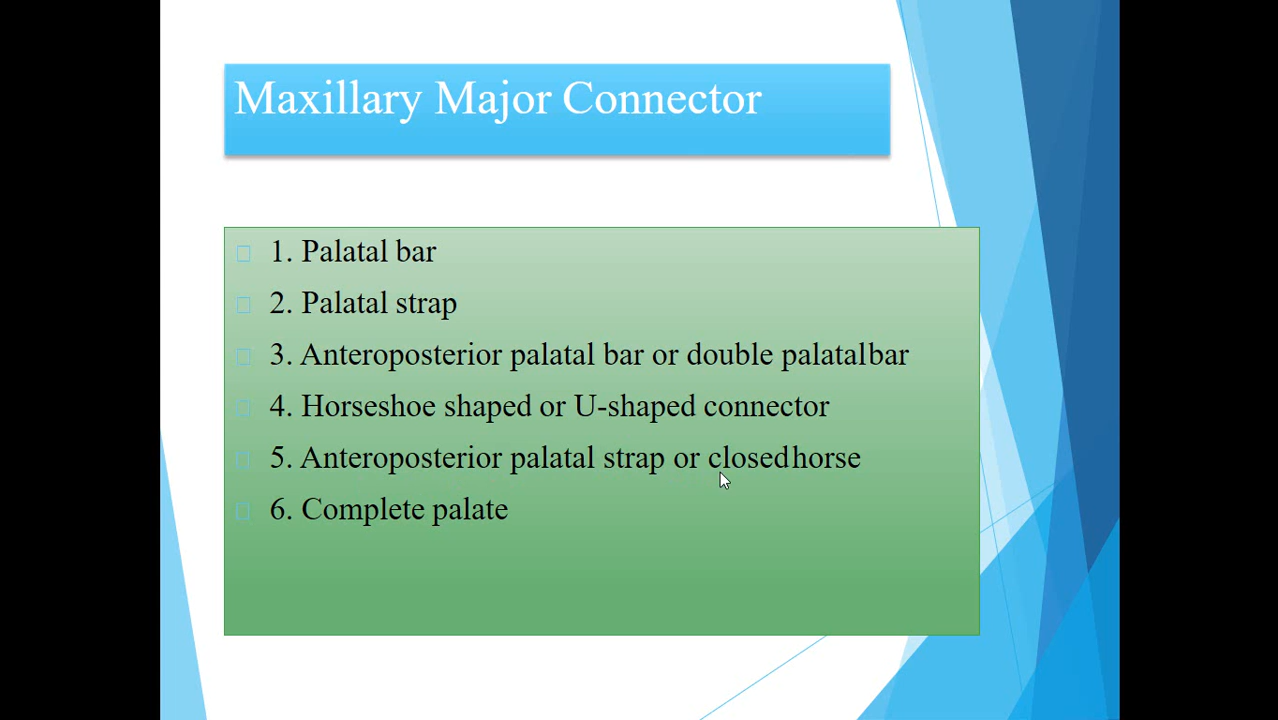 Maxillary Major Connector
1. Palatal bar
2. Palatal strap
3. Anteroposterior palatal bar or double palatalbar
4. Horseshoe shaped or U-shaped connector
5. Anteroposterior palatal strap or closedhorse
6. Complete palate